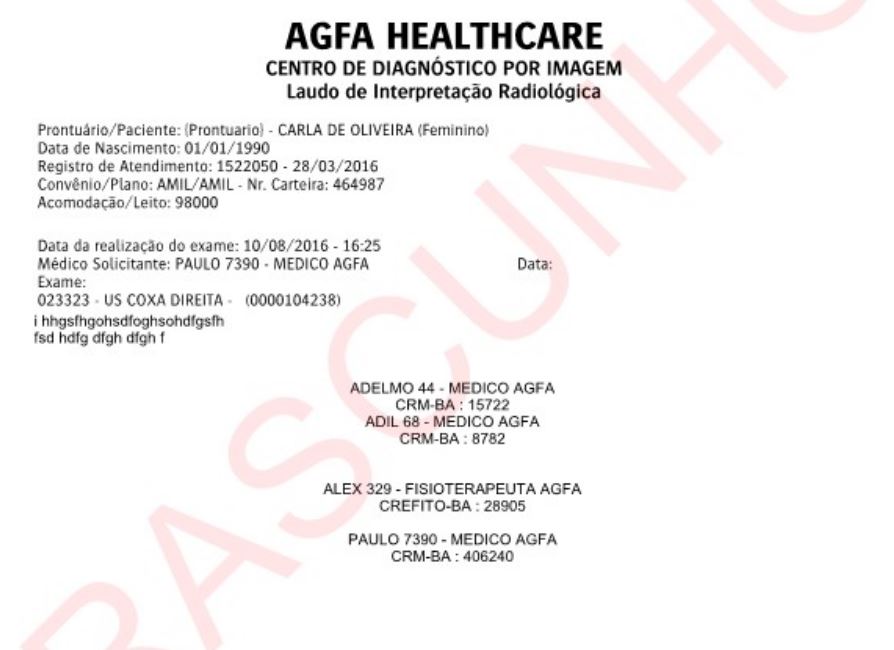 AGFA HEALTHCARE
CENTRO DE DIAGNÓSTICO POR IMAGEM
Laudo de Interpretação Radiológica
Prontuário/Paciente: (Prontuario) - CARLA DE OLIVEIRA (Feminino)
Data de Nascimento: 01/01/1990
Registro de Atendimento: 1522050 - 28/03/2016
Convênio/Plano: AMIL/AMIL - Nr. Carteira: 464987
Acomodação/Leito: 98000
Data da realização do exame: 10/08/2016 - 16:25
Médico Solicitante: PAULO 7390 - MEDICO AGFA Data:
Exame:
023323 - US COXA DIREITA - (0000104238)
i hhgsfhgohsdfoghsohdfgsfh
fsd hdfg dfgh dfgh f
ADELMO 44 - MEDICO AGFA
CRM-BA : 15722
ADIL 68 - MEDICO AGFA
CRM-BA : 8782
ALEX 329 - FISIOTERAPEUTA AGFA
CREFITO-BA : 28905
PAULO 7390 - MEDICO AGFA
CRM-BA : 406240
RASCUNHO